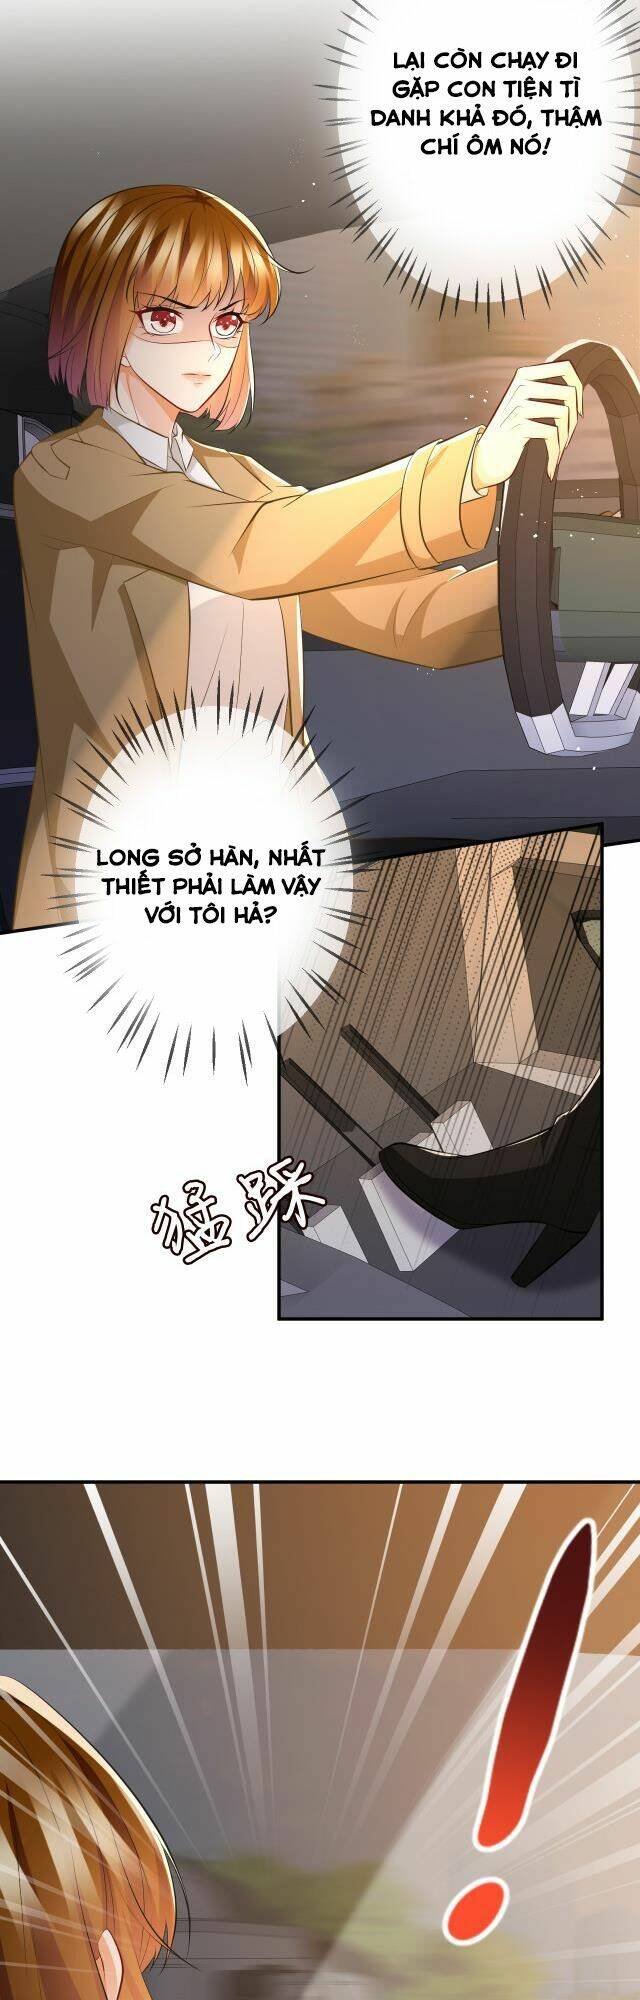 LẠI CÒN CHẠY ĐI
GẶP CON TIỆN TÌ
DANH KHẢ ĐÓ, THẬM
CHÍ ÔM NÓ!
LONG SỞ HÀN, NHẤT
THIẾT PHẢI LÀM VẬY
VỚI TÔI HẢ?
猛踩
!